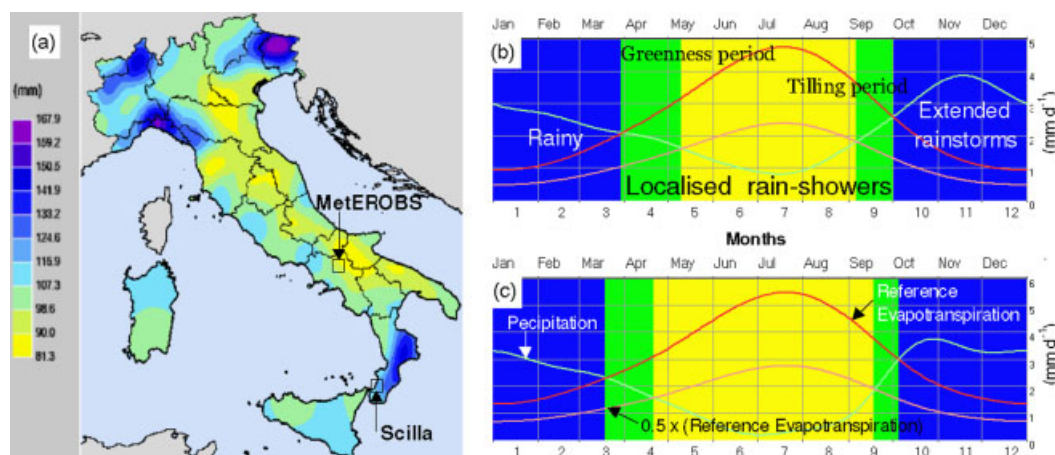 (a)
(mm)
167.9
159.2
150.5
141.9
133.2
124.6
115.9
107.3
98.6
90.0
81.3
MetEROBS
Scilla
Jan Feb Mar Apr May Jun Jul Aug Sep Oct Nov Dec
(b)
Greenness period
Tilling period
Rainy
Extended
rainstorms
Localised rain-showers
5
4
3
2
1
0
(mm d⁻¹)
1 2 3 4 5 6 7 8 9 10 11 12
Months
Jan Feb Mar Apr May Jun Jul Aug Sep Oct Nov Dec
(c)
Pecipitation
Reference
Evapotranspiration
0.5 x (Reference Evapotranspiration)
6
5
4
3
2
1
0
(mm d⁻¹)
1 2 3 4 5 6 7 8 9 10 11 12